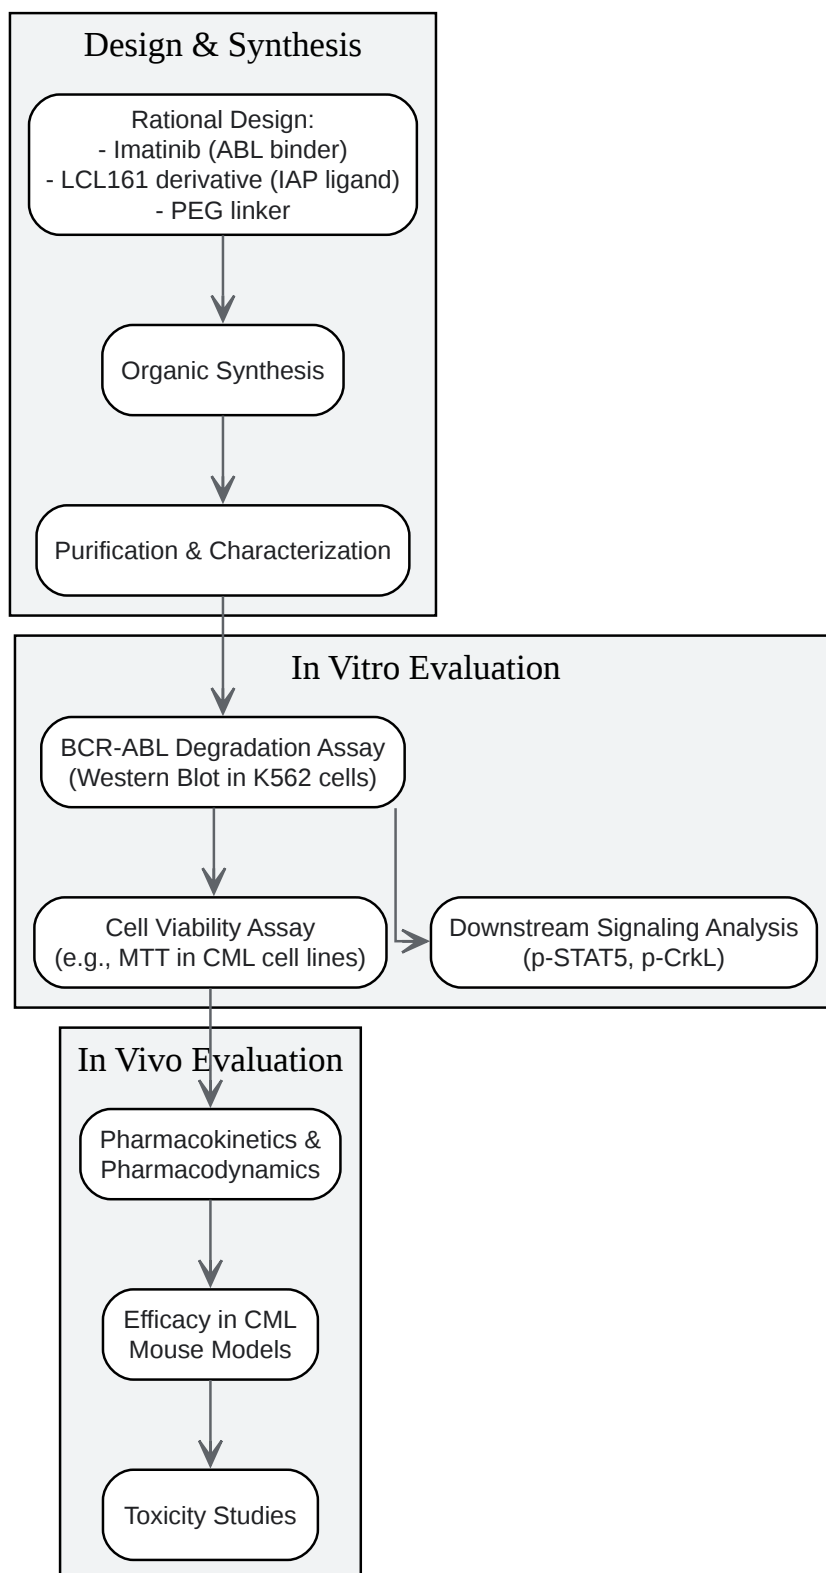 Design & Synthesis
Rational Design:
- Imatinib (ABL binder)
- LCL161 derivative (IAP ligand)
- PEG linker
Organic Synthesis
Purification & Characterization
In Vitro Evaluation
BCR-ABL Degradation Assay
(Western Blot in K562 cells)
Cell Viability Assay
(e.g., MTT in CML cell lines)
Downstream Signaling Analysis
(p-STAT5, p-CrkL)
In Vivo Evaluation
Pharmacokinetics &
Pharmacodynamics
Efficacy in CML
Mouse Models
Toxicity Studies